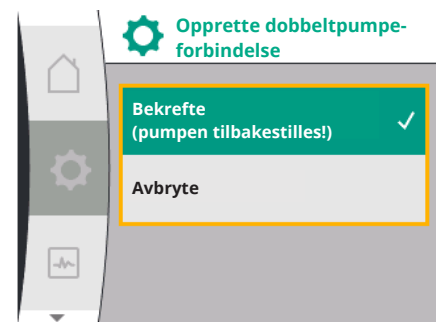 Opprette dobbeltpumpe-
forbindelse
Bekrefte
(pumpen tilbakestilles!)
Avbryte